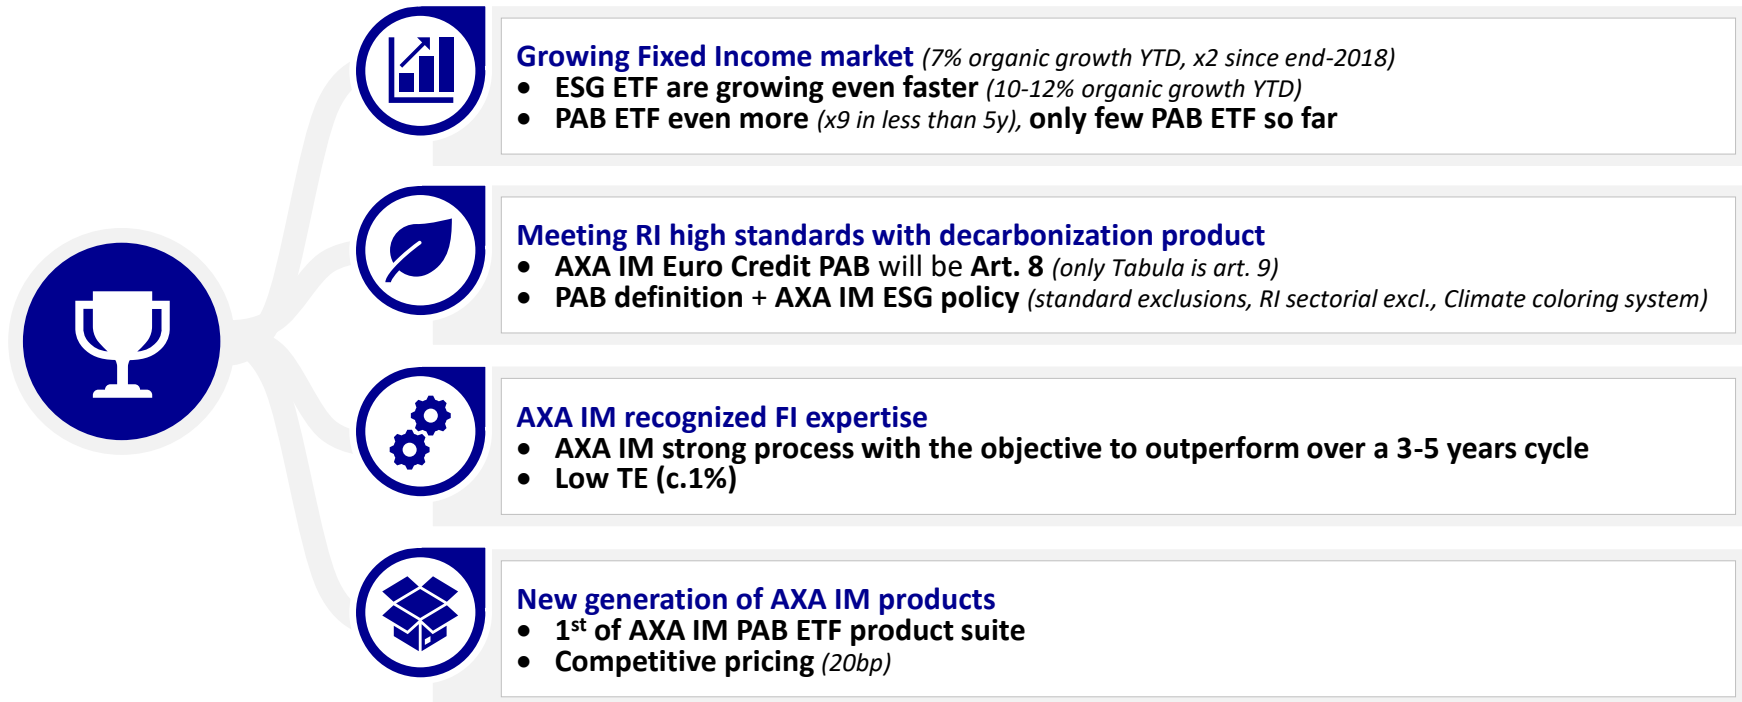 Growing Fixed Income market (7% organic growth YTD, x2 since end-2018)
• ESG ETF are growing even faster (10-12% organic growth YTD)
• PAB ETF even more (x9 in less than 5y), only few PAB ETF so far
Meeting RI high standards with decarbonization product
• AXA IM Euro Credit PAB will be Art. 8 (only Tabula is art. 9)
• PAB definition + AXA IM ESG policy (standard exclusions, RI sectorial excl., Climate coloring system)
AXA IM recognized FI expertise
• AXA IM strong process with the objective to outperform over a 3-5 years cycle
• Low TE (c.1%)
New generation of AXA IM products
• 1st of AXA IM PAB ETF product suite
• Competitive pricing (20bp)